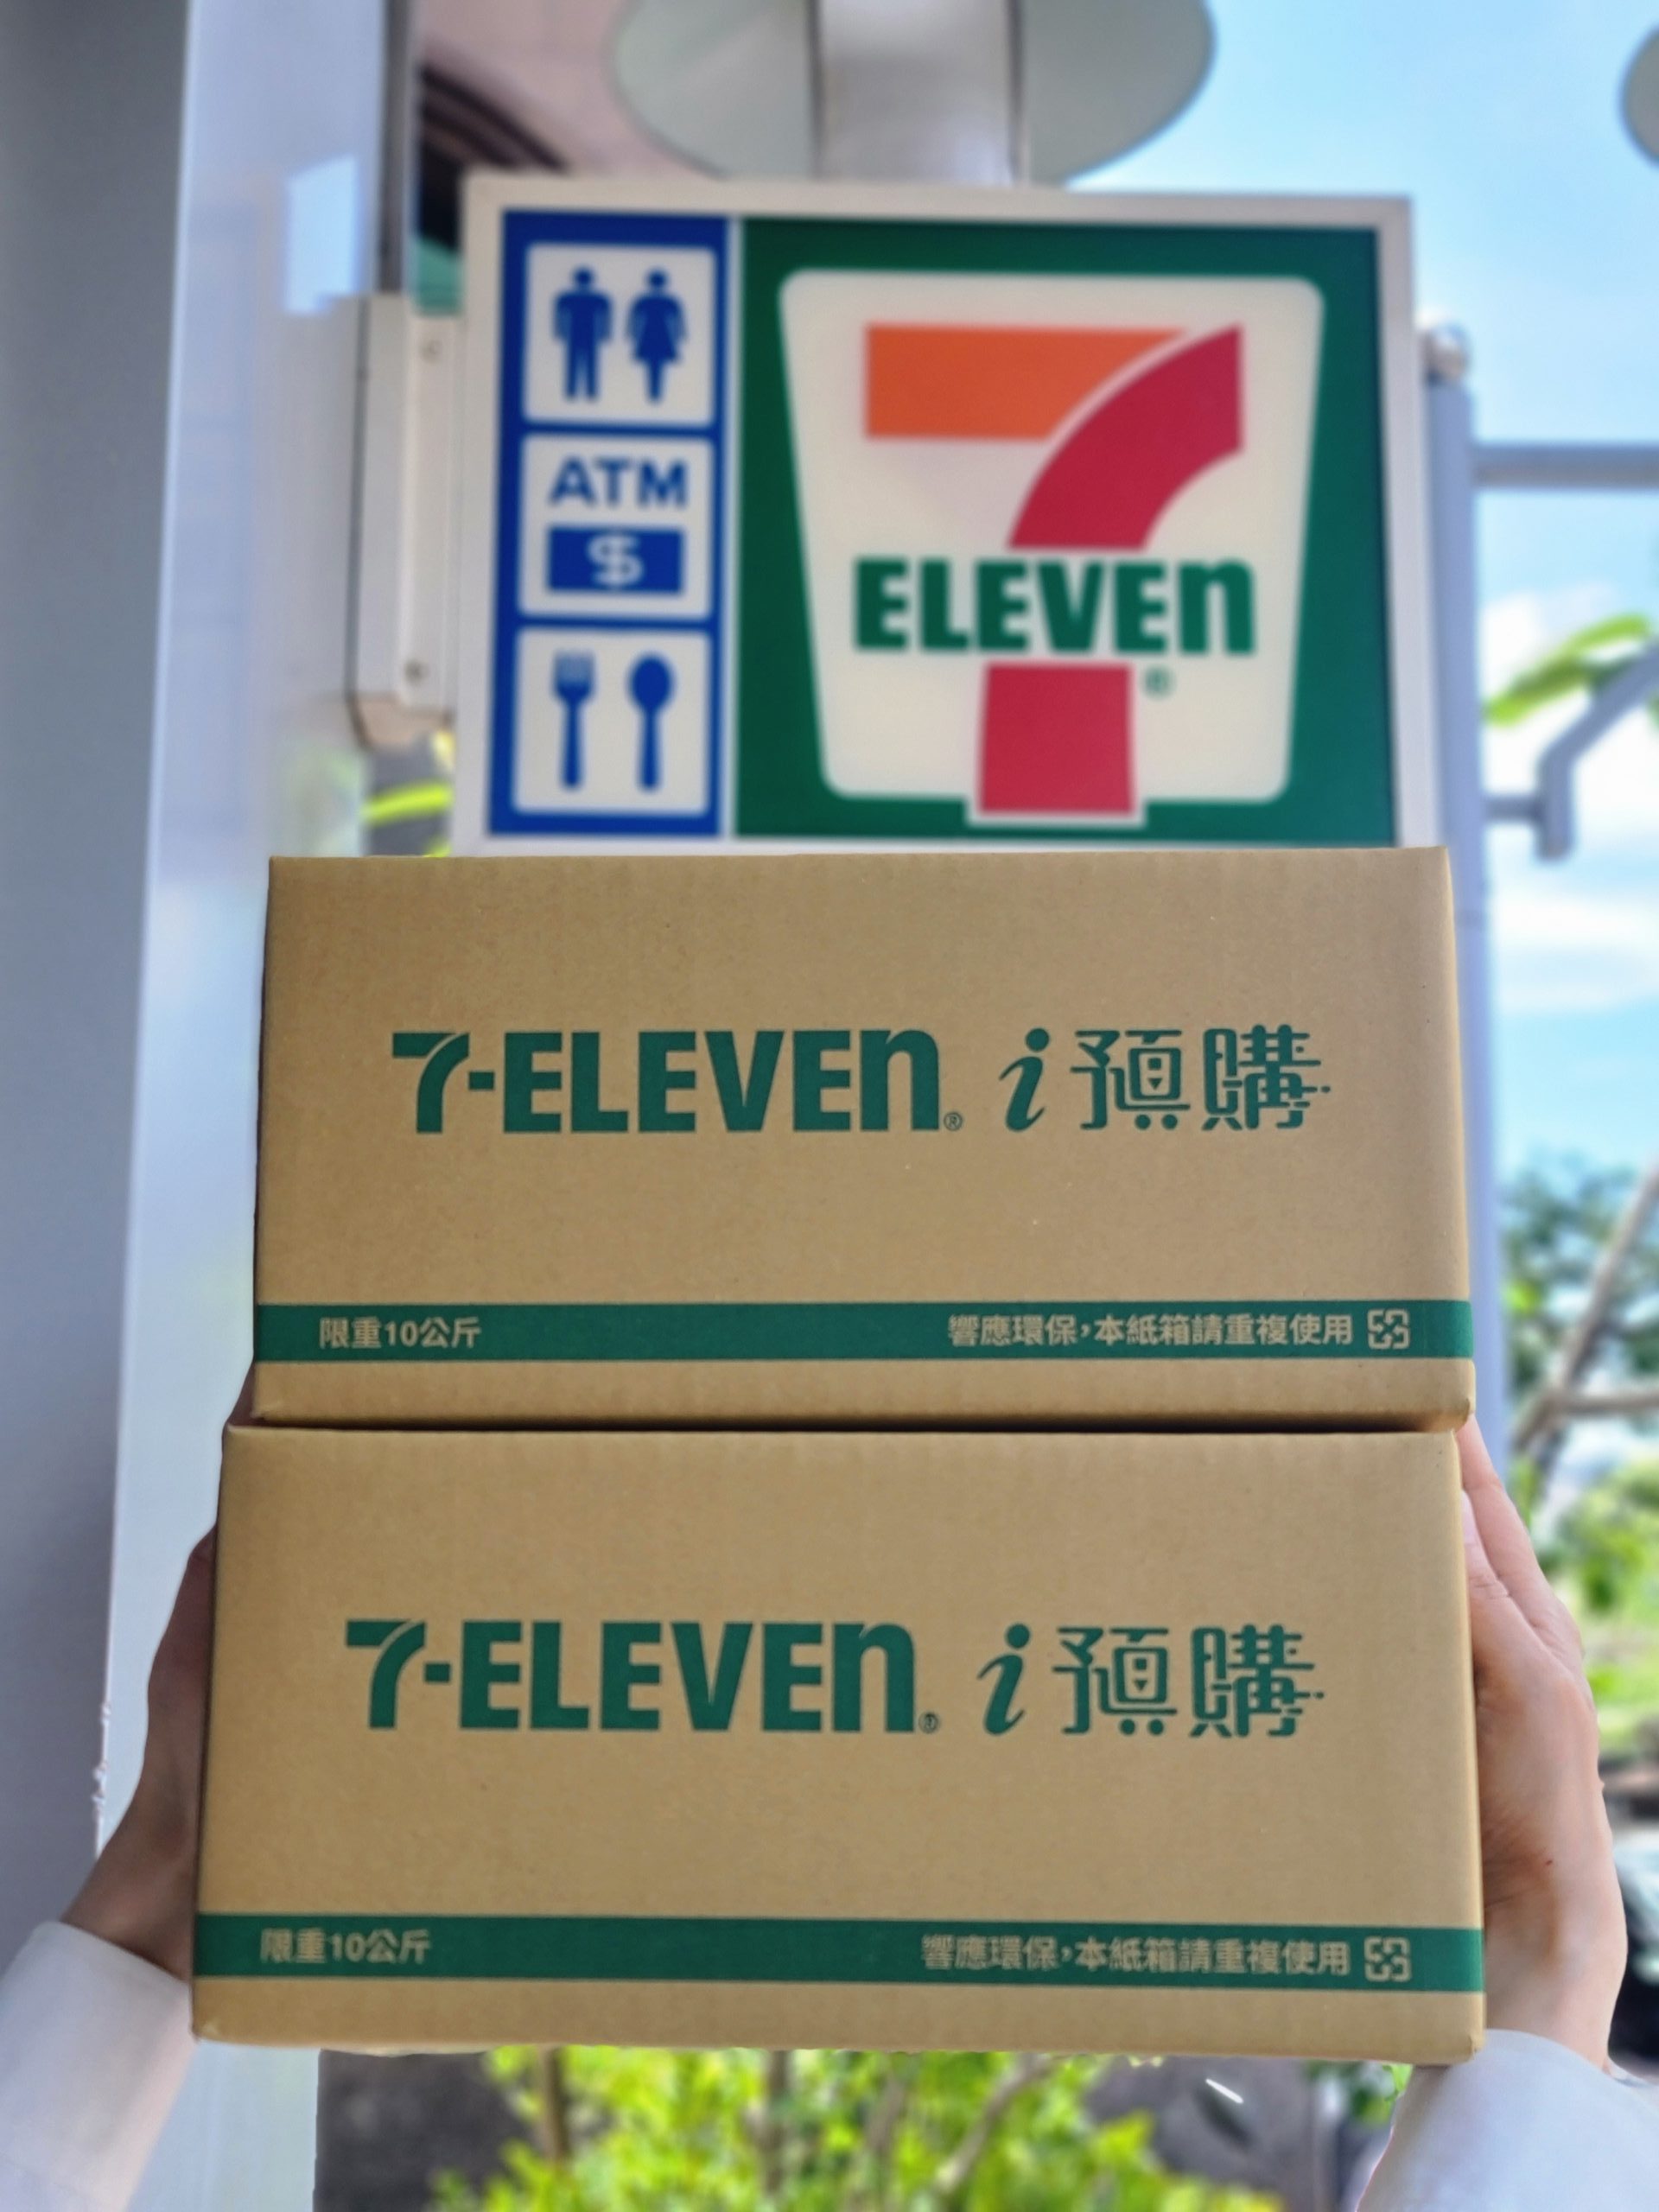 ATM
$
7
ELEVEn
®
7-ELEVEn® i預購
限重10公斤 響應環保，本紙箱請重複使用
7-ELEVEn® i預購
限重10公斤 響應環保，本紙箱請重複使用